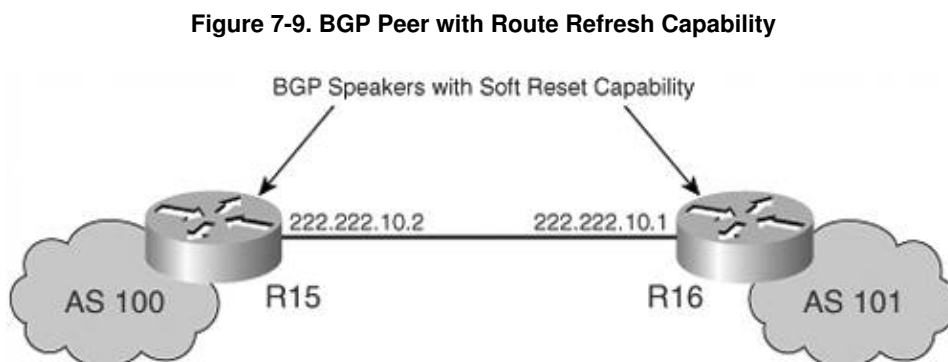 Figure 7-9. BGP Peer with Route Refresh Capability
BGP Speakers with Soft Reset Capability
222.222.10.2
222.222.10.1
R15
R16
AS 100
AS 101